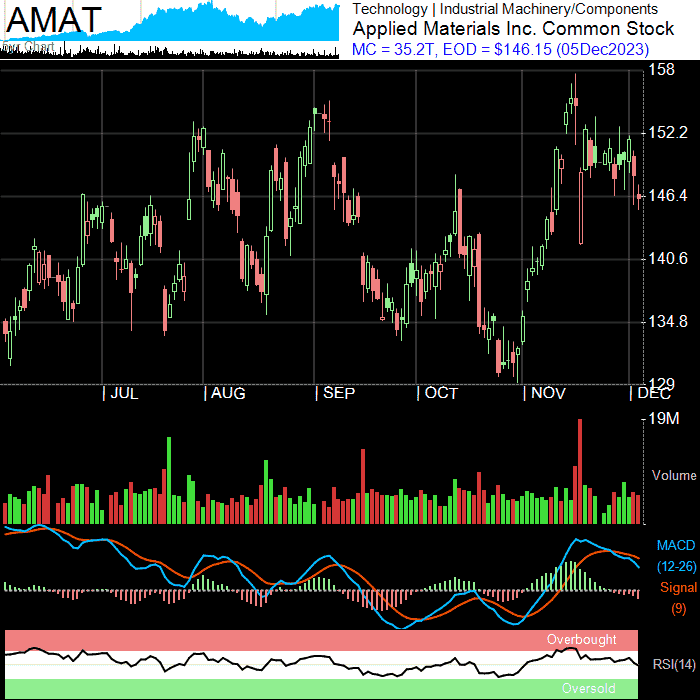 AMAT
Technology | Industrial Machinery/Components
Applied Materials Inc. Common Stock
MC = 35.2T, EOD = $146.15 (05Dec2023)
Chart
158
152.2
146.4
140.6
134.8
129
| JUL | AUG | SEP | OCT | NOV | DEC
19M
Volume
MACD
(12-26)
Signal
(9)
Overbought
RSI(14)
Oversold